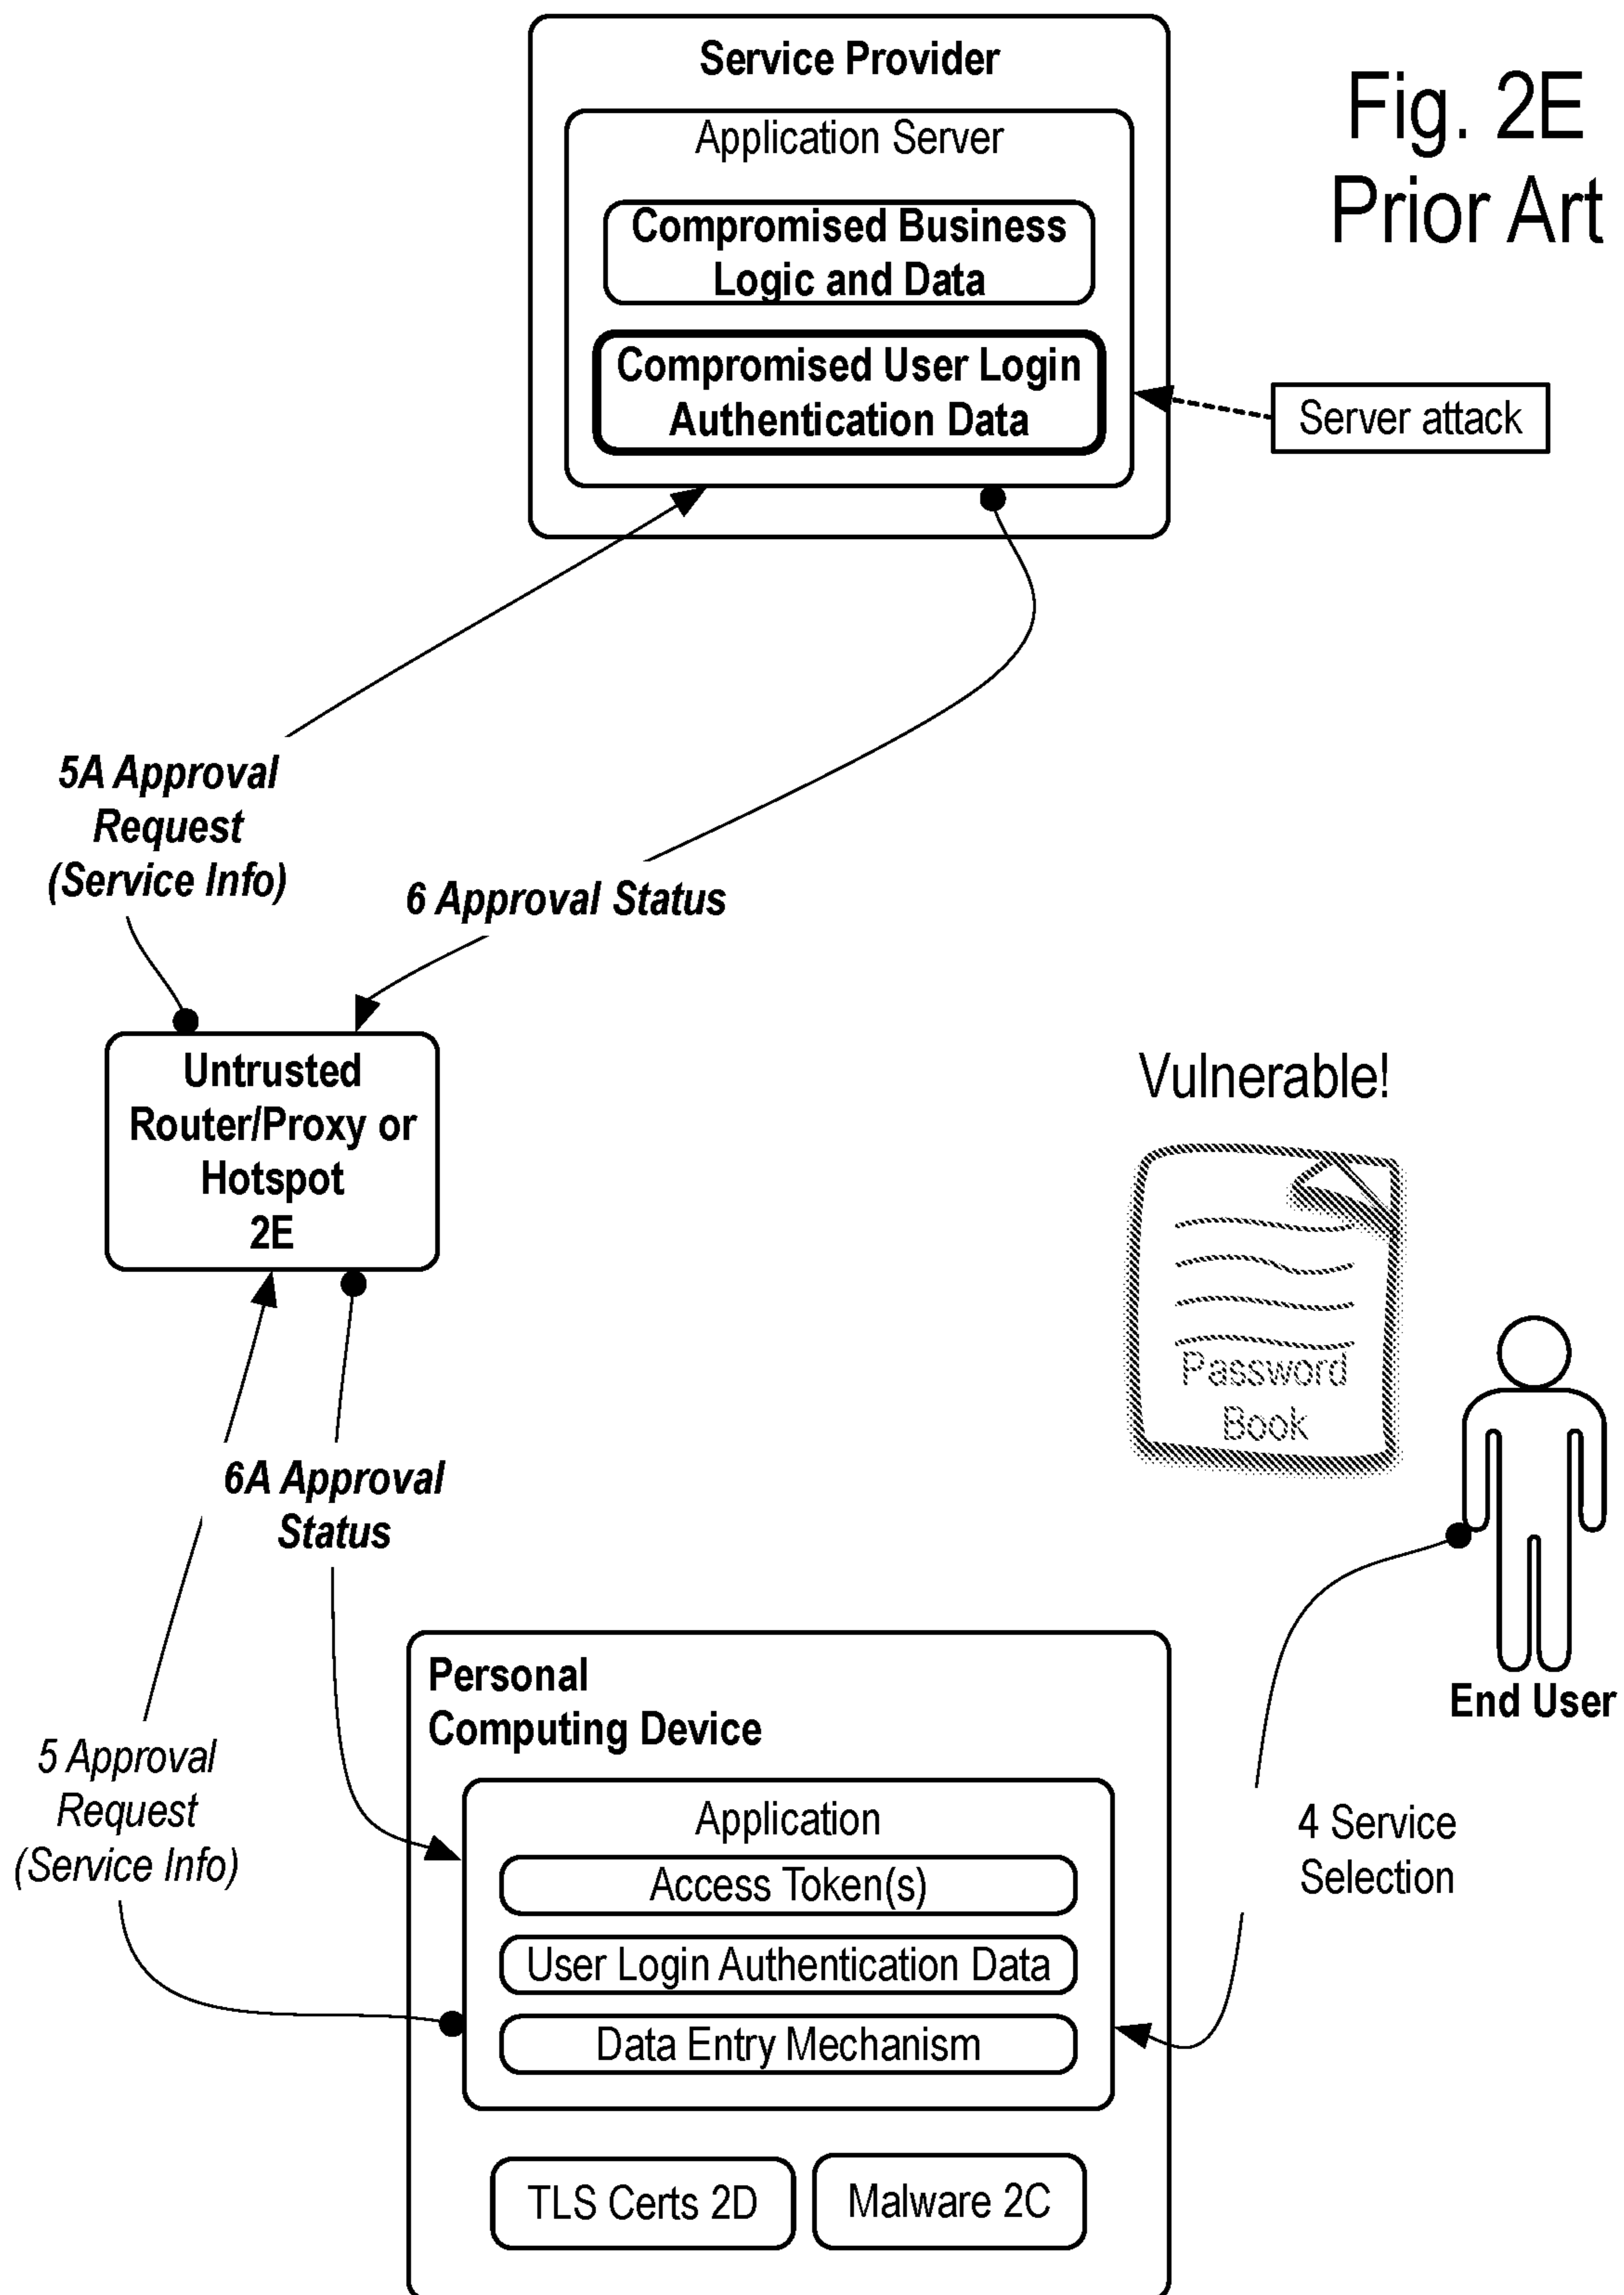 Service Provider
Application Server
Compromised Business
Logic and Data
Compromised User Login
Authentication Data
Fig. 2E
Prior Art
Server attack
5A Approval
Request
(Service Info)
6 Approval Status
Untrusted
Router/Proxy or
Hotspot
2E
Vulnerable!
Password
Book
End User
6A Approval
Status
5 Approval
Request
(Service Info)
4 Service
Selection
Personal
Computing Device
Application
Access Token(s)
User Login Authentication Data
Data Entry Mechanism
TLS Certs 2D
Malware 2C